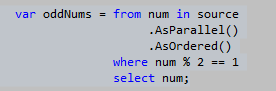 var oddNums = from num in source
.AsParallel()
.AsOrdered()
where num % 2 == 1
select num;